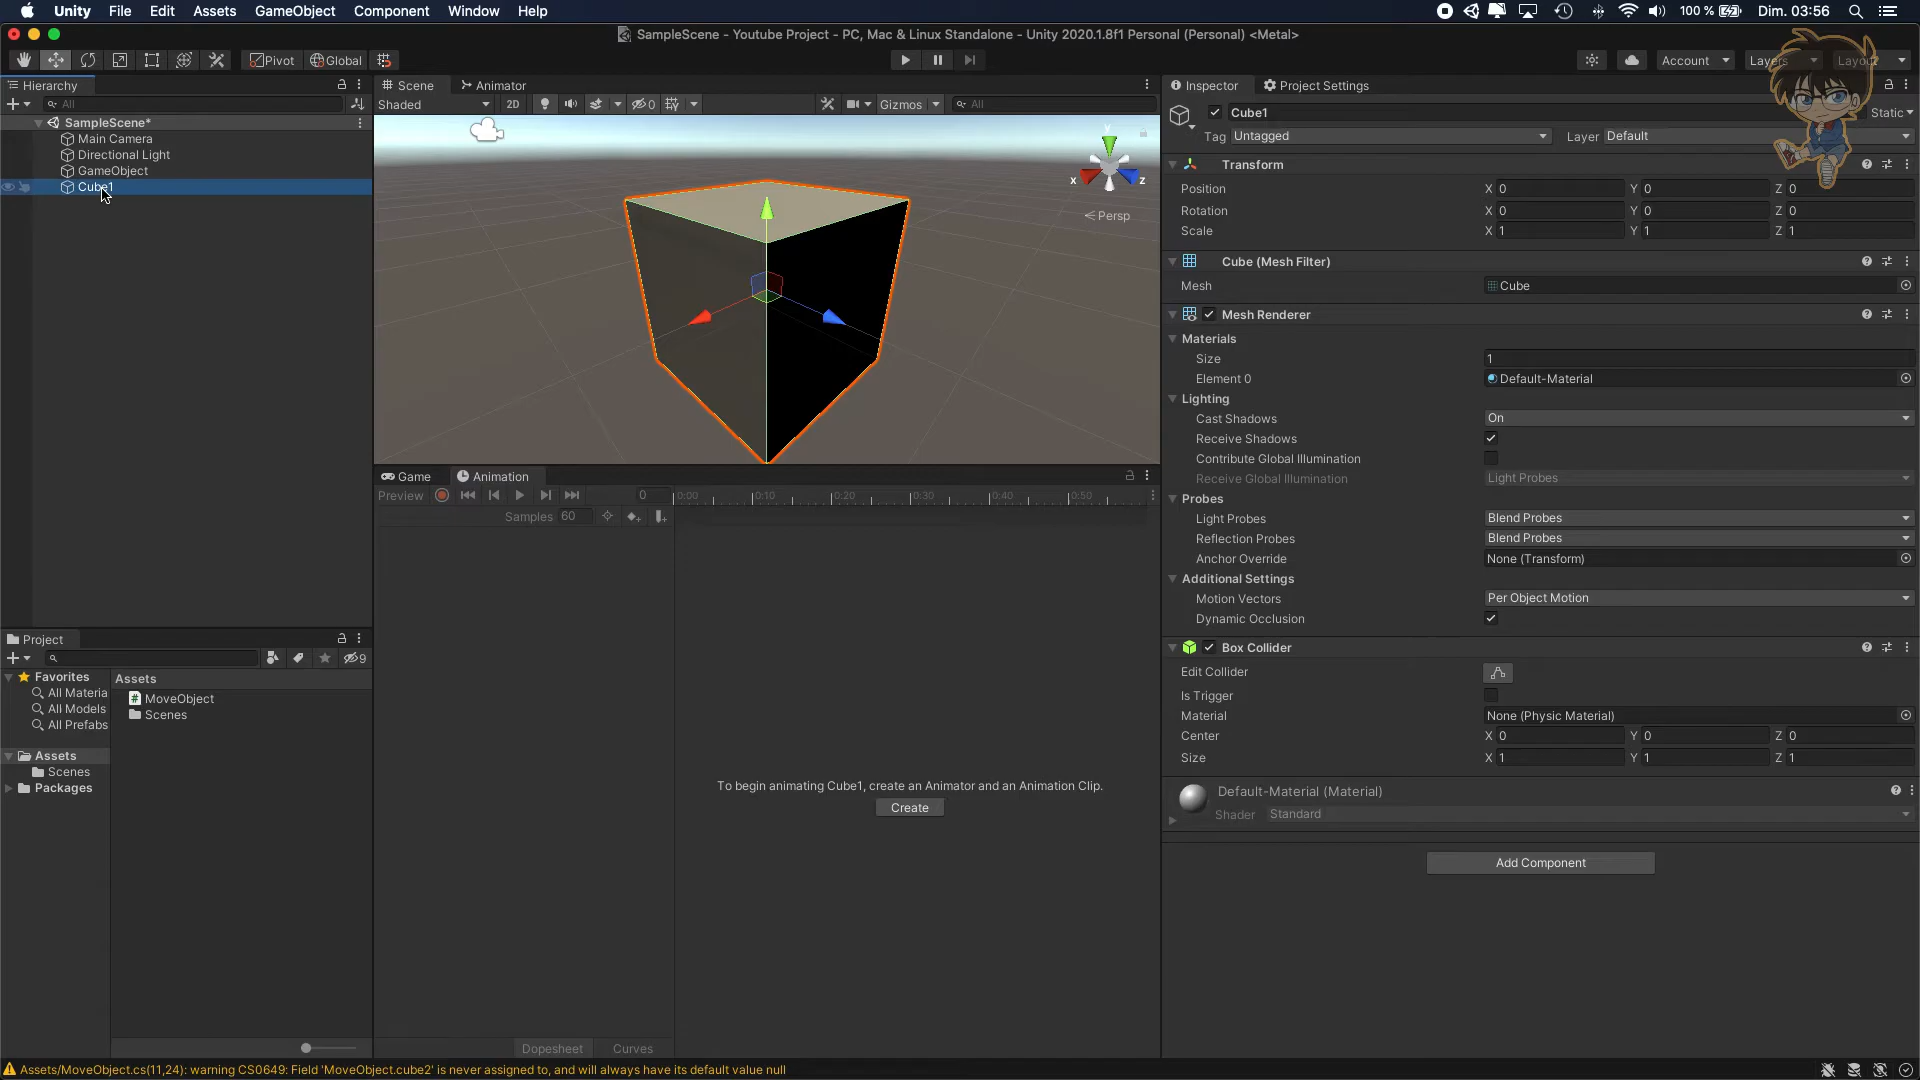 Unity File Edit Assets GameObject Component Window Help
100 % Dim. 03:56
SampleScene - Youtube Project - PC, Mac & Linux Standalone - Unity 2020.1.8f1 Personal (Personal) <Metal>
Pivot Global
Account Layers
Hierarchy
All
SampleScene*
Main Camera
Directional Light
GameObject
Cube1
Scene Animator
Shaded 2D 0 Gizmos All
y
x z
Persp
Game Animation
Preview 0 0:00 0:10 0:20 0:30 0:40 0:50
Samples 60
To begin animating Cube1, create an Animator and an Animation Clip.
Create
Dopesheet Curves
Project
9
Favorites
All Materia
All Models
All Prefabs
Assets
Scenes
Packages
Assets
MoveObject
Scenes
Inspector Project Settings
Cube1 Static
Tag Untagged Layer Default
Transform
Position X 0 Y 0 Z 0
Rotation X 0 Y 0 Z 0
Scale X 1 Y 1 Z 1
Cube (Mesh Filter)
Mesh Cube
Mesh Renderer
Materials
Size 1
Element 0 Default-Material
Lighting
Cast Shadows On
Receive Shadows
Contribute Global Illumination
Receive Global Illumination Light Probes
Probes
Light Probes Blend Probes
Reflection Probes Blend Probes
Anchor Override None (Transform)
Additional Settings
Motion Vectors Per Object Motion
Dynamic Occlusion
Box Collider
Edit Collider
Is Trigger
Material None (Physic Material)
Center X 0 Y 0 Z 0
Size X 1 Y 1 Z 1
Default-Material (Material)
Shader Standard
Add Component
Assets/MoveObject.cs(11,24): warning CS0649: Field 'MoveObject.cube2' is never assigned to, and will always have its default value null